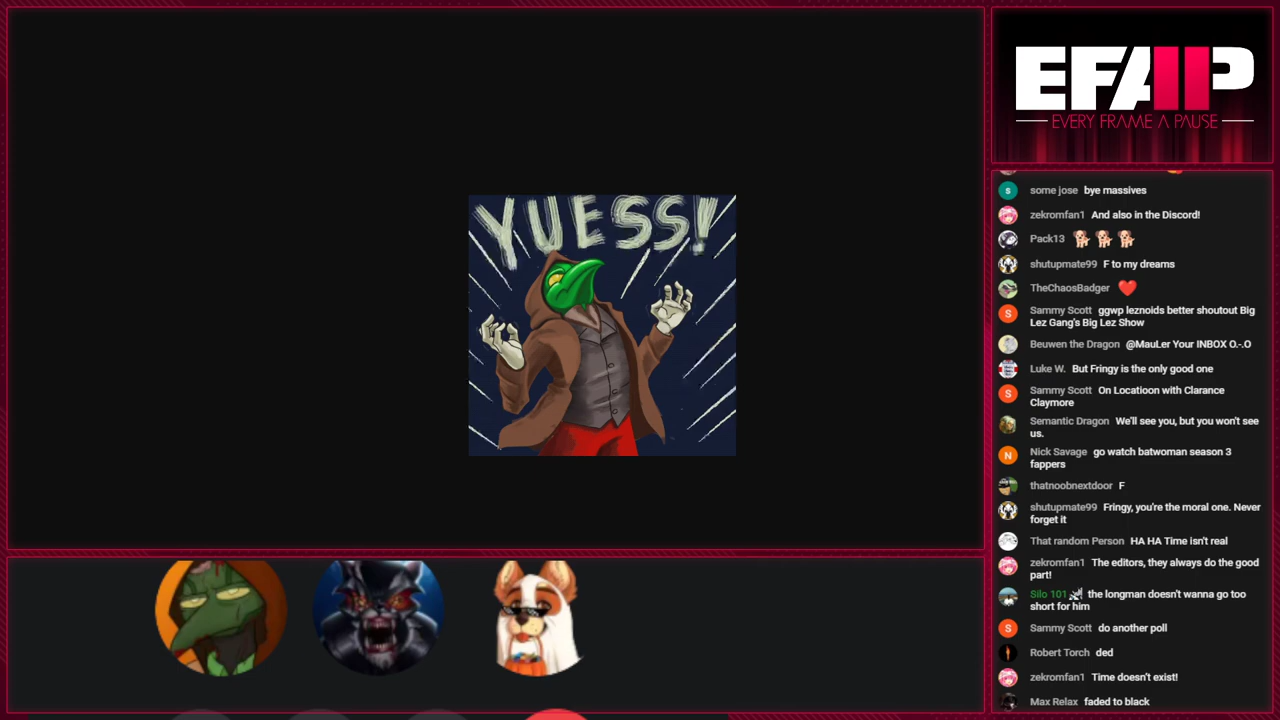 YUESS!
EFAP
EVERY FRAME A PAUSE
some jose bye massives
zekromfan1 And also in the Discord!
Pack13
shutupmate99 F to my dreams
TheChaosBadger
Sammy Scott ggwp leznoids better shoutout Big
Lez Gang's Big Lez Show
Beuwen the Dragon @MauLer Your INBOX O.-.O
Luke W. But Fringy is the only good one
Sammy Scott On Locatioon with Clarance
Claymore
Semantic Dragon We'll see you, but you won't see
us.
Nick Savage go watch batwoman season 3
fappers
thatnoobnextdoor F
shutupmate99 Fringy, you're the moral one. Never
forget it
That random Person HA HA Time isn't real
zekromfan1 The editors, they always do the good
part!
Silo 101 the longman doesn't wanna go too
short for him
Sammy Scott do another poll
Robert Torch ded
zekromfan1 Time doesn't exist!
Max Relax faded to black